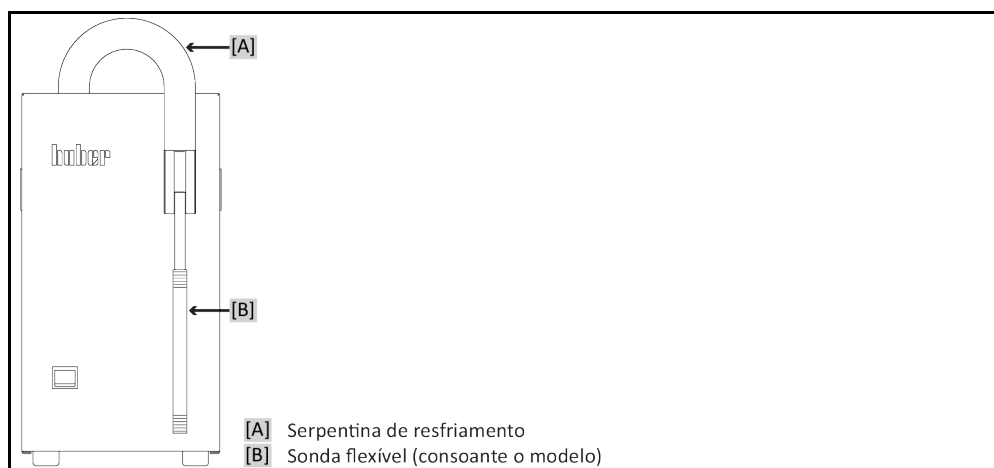 [A]
huber
[B]
[A] Serpentina de resfriamento
[B] Sonda flexível (consoante o modelo)